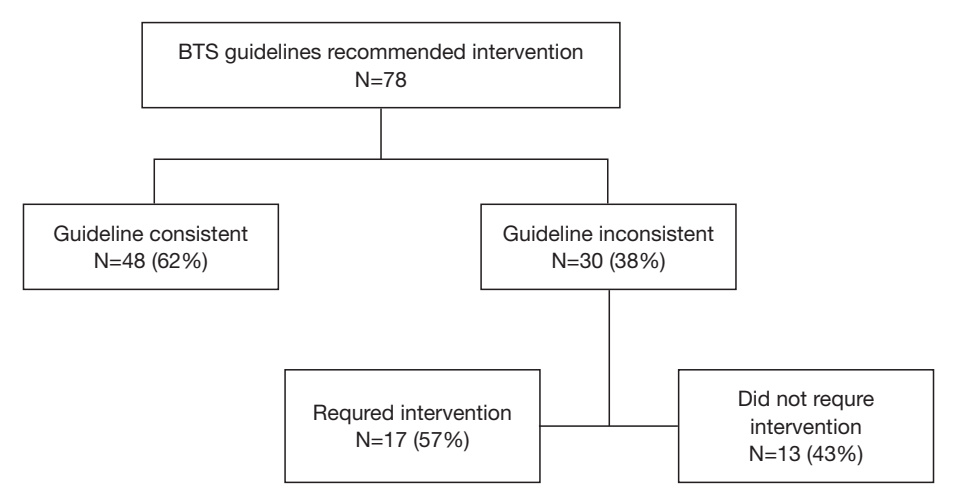 BTS guidelines recommended intervention
N=78
Guideline consistent
N=48 (62%)
Guideline inconsistent
N=30 (38%)
Requred intervention
N=17 (57%)
Did not requre
intervention
N=13 (43%)